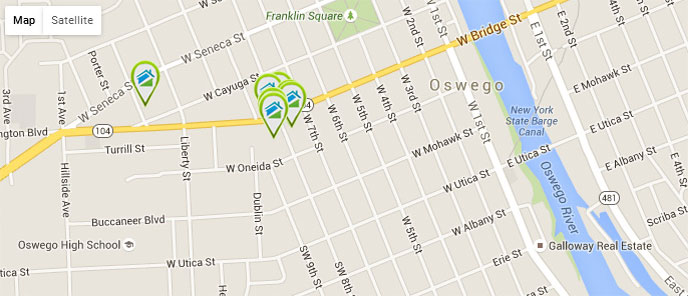 Map
Satellite
Franklin Square
W Bridge St
E 1st St
E 2nd St
E 4th St
Oswego
Porter St
W Seneca St
W Seneca St
W Cayuga St
3rd Ave
1st Ave
ngton Blvd
104
Turrill St
Liberty St
W 7th St
W 6th St
W 5th St
W 4th St
W 3rd St
W 1st St
E Mohawk St
New York
State Barge
Canal
W Oneida St
W Mohawk St
W Utica St
E Utica St
E Albany St
Hillside Ave
Dublin St
Buccaneer Blvd
Oswego High School
W Utica St
SW 9th St
SW 8th St
W 5th St
W Albany St
Erie St
Oswego River
E 1st St
481
E 4th St
Scriba St
Galloway Real Estate